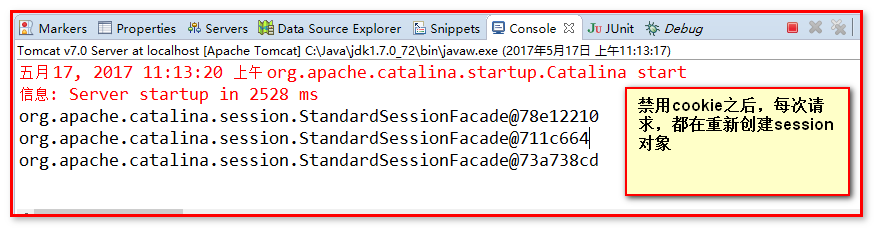 Markers Properties Servers Data Source Explorer Snippets Console JUnit Debug
Tomcat v7.0 Server at localhost [Apache Tomcat] C:\Java\jdk1.7.0_72\bin\javaw.exe (2017年5月17日 上午11:13:17)
五月17, 2017 11:13:20 上午org.apache.catalina.startup.Catalina start
信息: Server startup in 2528 ms
org.apache.catalina.session.StandardSessionFacade@78e12210
org.apache.catalina.session.StandardSessionFacade@711c664
org.apache.catalina.session.StandardSessionFacade@73a738cd
禁用cookie之后，每次请
求，都在重新创建session
对象